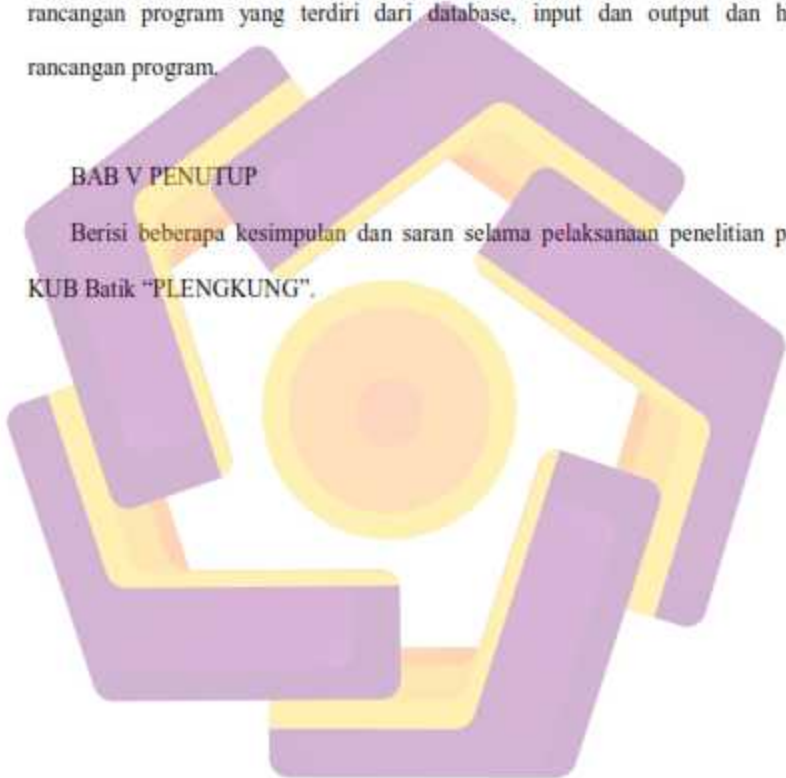 rancangan program yang terdiri dari database, input dan output dan h
rancangan program.
BAB V PENUTUP
Berisi beberapa kesimpulan dan saran selama pelaksanaan penelitian p
KUB Batik “PLENGKUNG”.